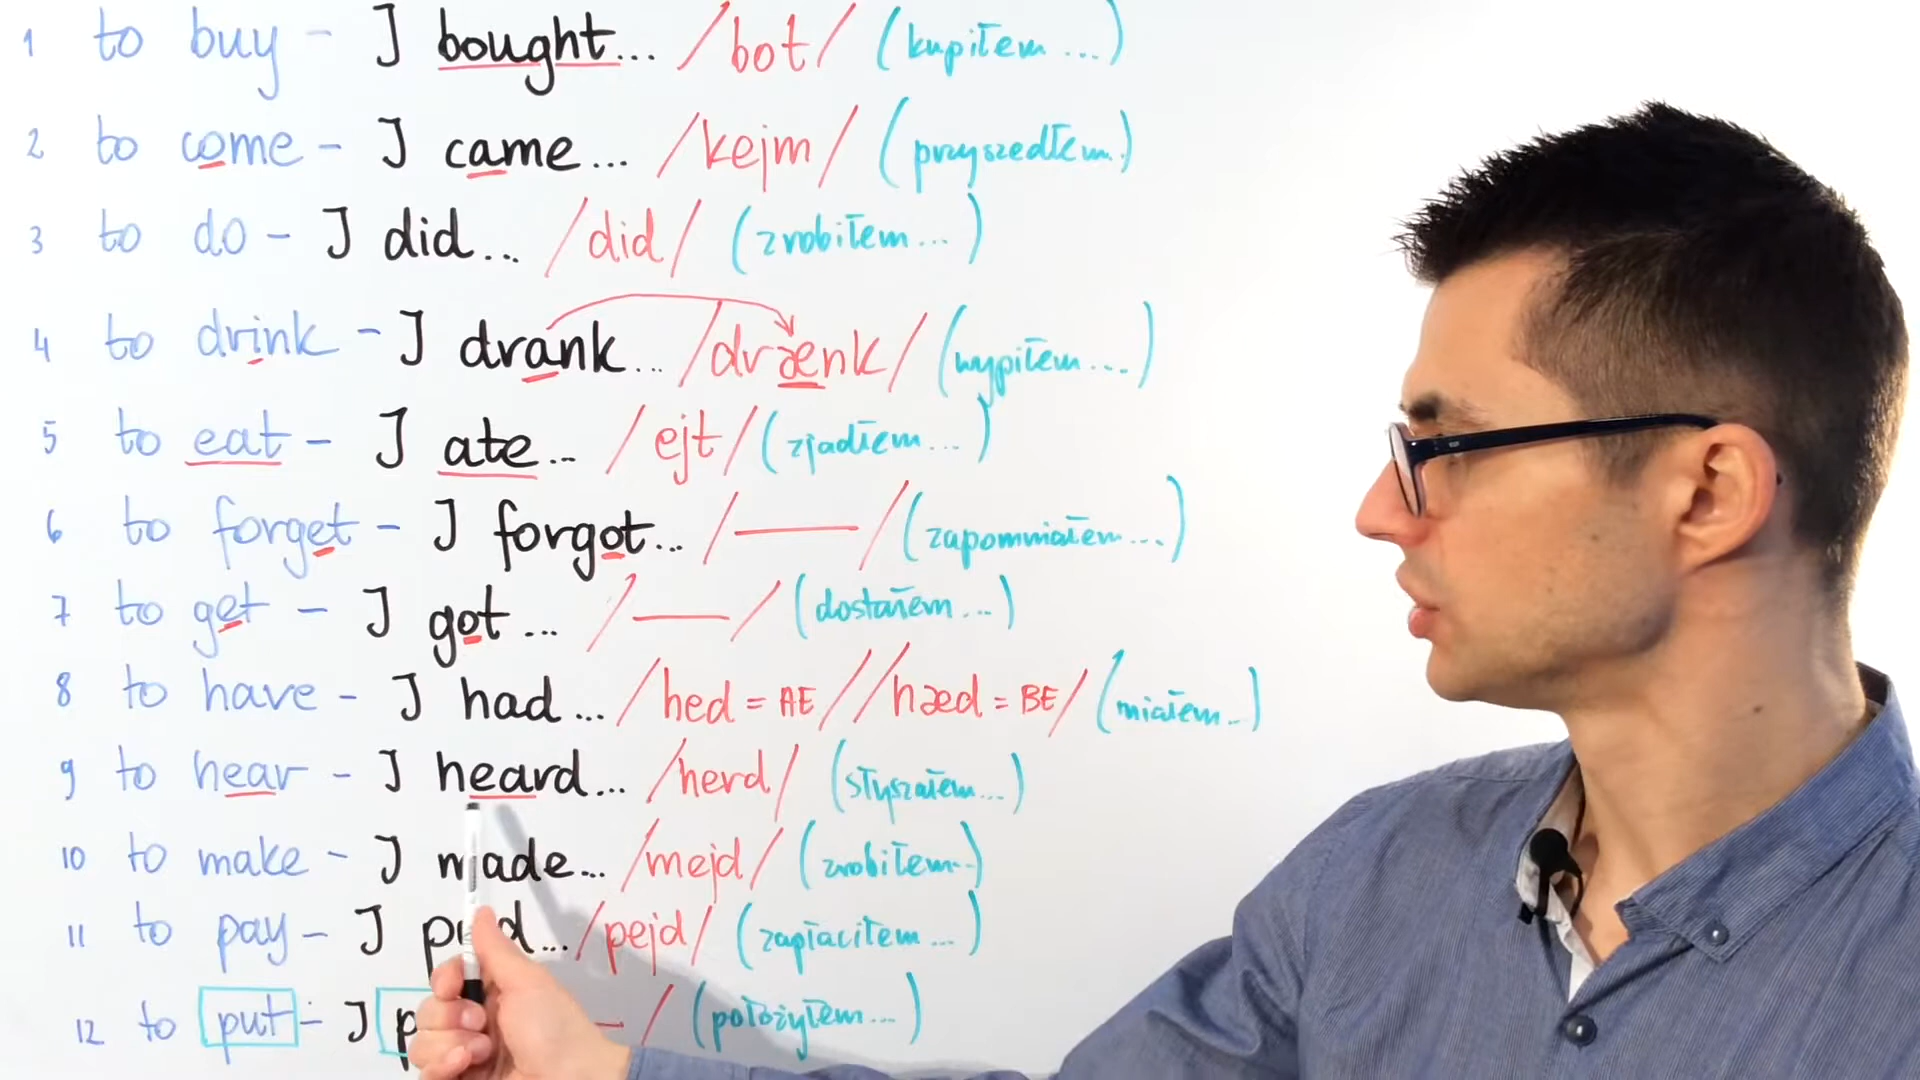 1 to buy - I bought... /bot/ (kupiłem ...)
2 to come - I came... /kejm/ (przyszedłem..)
3 to do - I did... /did/ (zrobiłem...)
4 to drink - I drank... /drænk/ (wypiłem...)
5 to eat - I ate... /ejt/ (zjadłem...)
6 to forget - I forgot... /—/ (zapomniałem...)
7 to get - I got... /—/ (dostałem...)
8 to have - I had... /hed = AE/ /hæd = BE/ (miałem..)
9 to hear - I heard... /herd/ (słyszałem...)
10 to make - I made... /mejd/ (zrobiłem..)
11 to pay - I ... /pejd/ (zapłaciłem...)
12 to put - I (położyłem...)